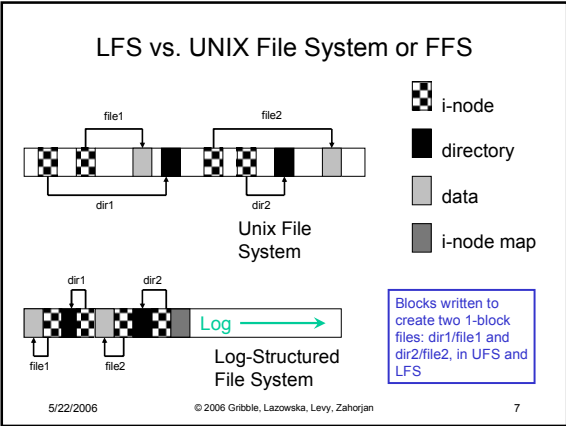 LFS vs. UNIX File System or FFS
file1
file2
i-node
directory
dir1
dir2
data
Unix File
System
i-node map
dir1
dir2
Log
file1
file2
Log-Structured
File System
Blocks written to
create two 1-block
files: dir1/file1 and
dir2/file2, in UFS and
LFS
5/22/2006
© 2006 Gribble, Lazowska, Levy, Zahorjan
7